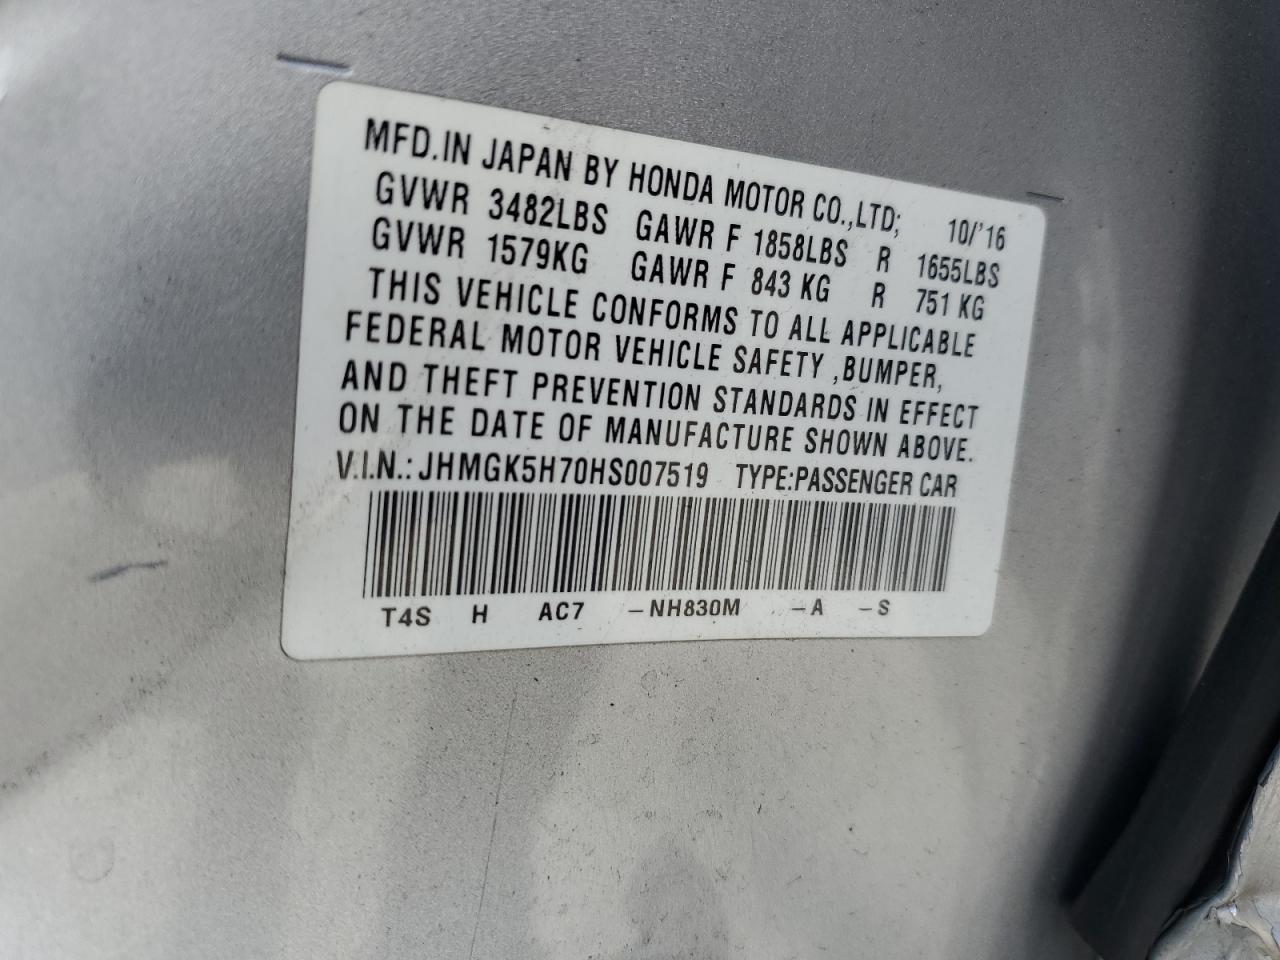 MFD.IN JAPAN BY HONDA MOTOR CO.,LTD; 10/'16
GVWR 3482LBS GAWR F 1858LBS R 1655LBS
GVWR 1579KG GAWR F 843 KG R 751 KG
THIS VEHICLE CONFORMS TO ALL APPLICABLE
FEDERAL MOTOR VEHICLE SAFETY ,BUMPER,
AND THEFT PREVENTION STANDARDS IN EFFECT
ON THE DATE OF MANUFACTURE SHOWN ABOVE.
V.I.N.: JHMGK5H70HS007519 TYPE:PASSENGER CAR
T4S H AC7 -NH830M -A -S